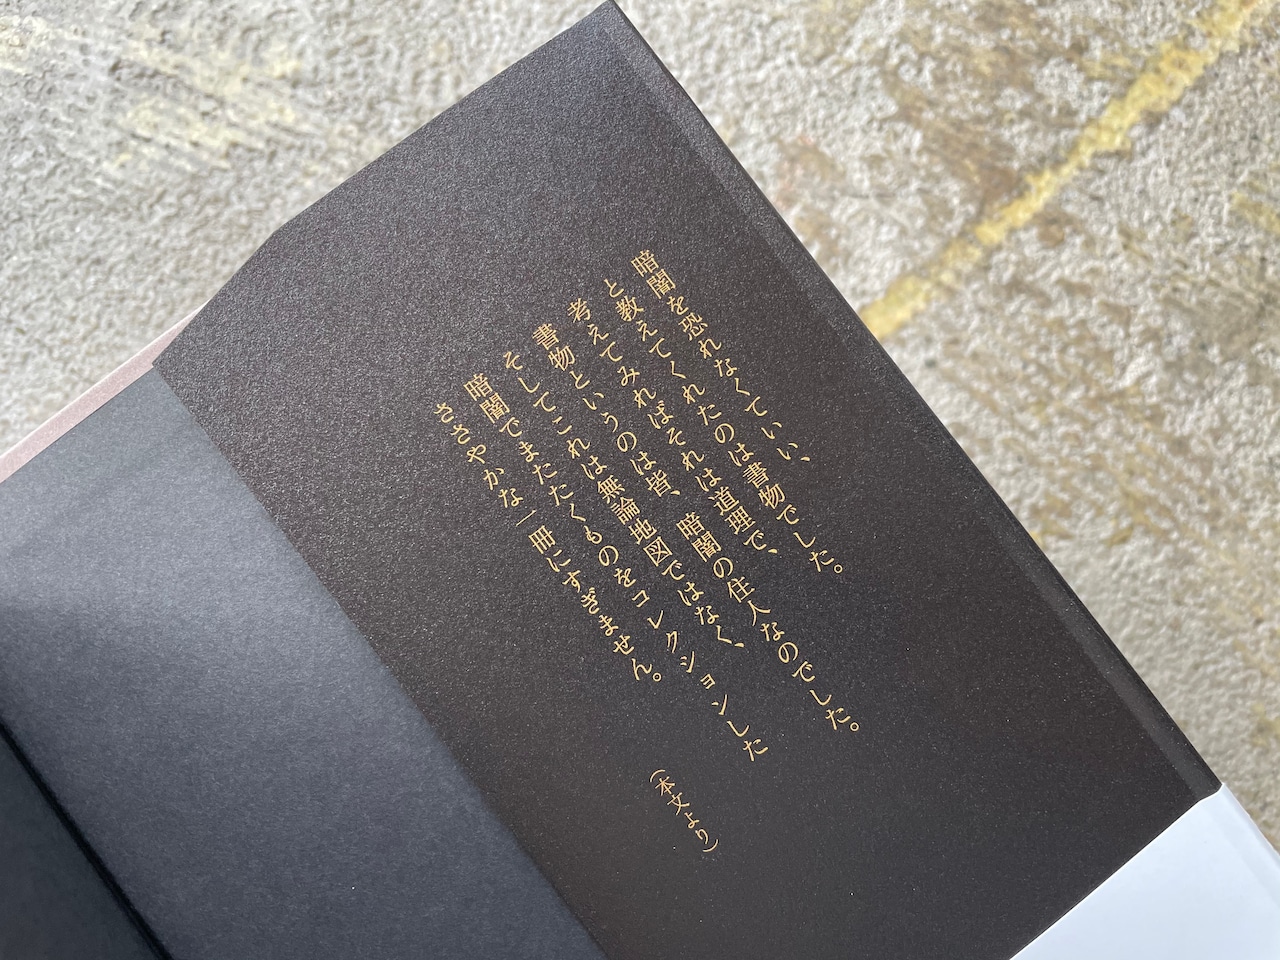 暗闇を恐れなくていい、
と教えてくれたのは書物でした。
考えてみればそれは道理で、
書物というのは皆、暗闇の住人なのでした。
そしてこれは無論地図ではなく、
暗闇でまたたくものをコレクションした
ささやかな一冊にすぎません。
（本文より）